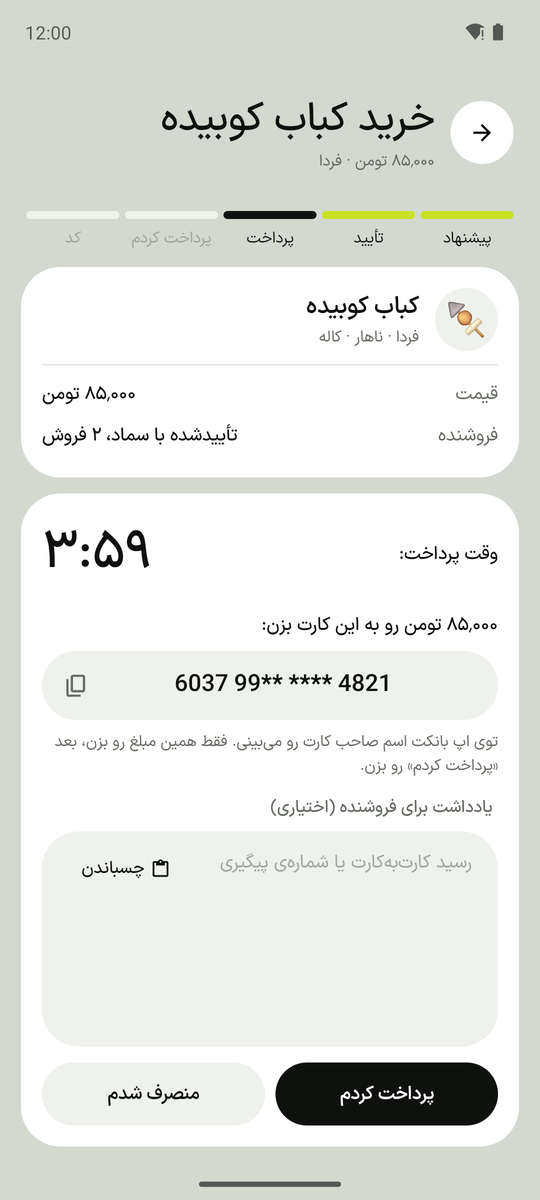 12:00
خرید کباب کوبیده
۸۵,۰۰۰ تومن · فردا
پیشنهاد
تأیید
پرداخت
پرداخت کردم
کد
کباب کوبیده
فردا · ناهار · کاله
قیمت
۸۵,۰۰۰ تومن
فروشنده
تأییدشده با سماد، ۲ فروش
وقت پرداخت:
۳:۵۹
۸۵,۰۰۰ تومن رو به این کارت بزن:
6037 99** **** 4821
توی اپ بانکت اسم صاحب کارت رو می‌بینی. فقط همین مبلغ رو بزن، بعد
«پرداخت کردم» رو بزن.
یادداشت برای فروشنده (اختیاری)
رسید کارت‌به‌کارت یا شماره‌ی پیگیری
چسباندن
پرداخت کردم
منصرف شدم